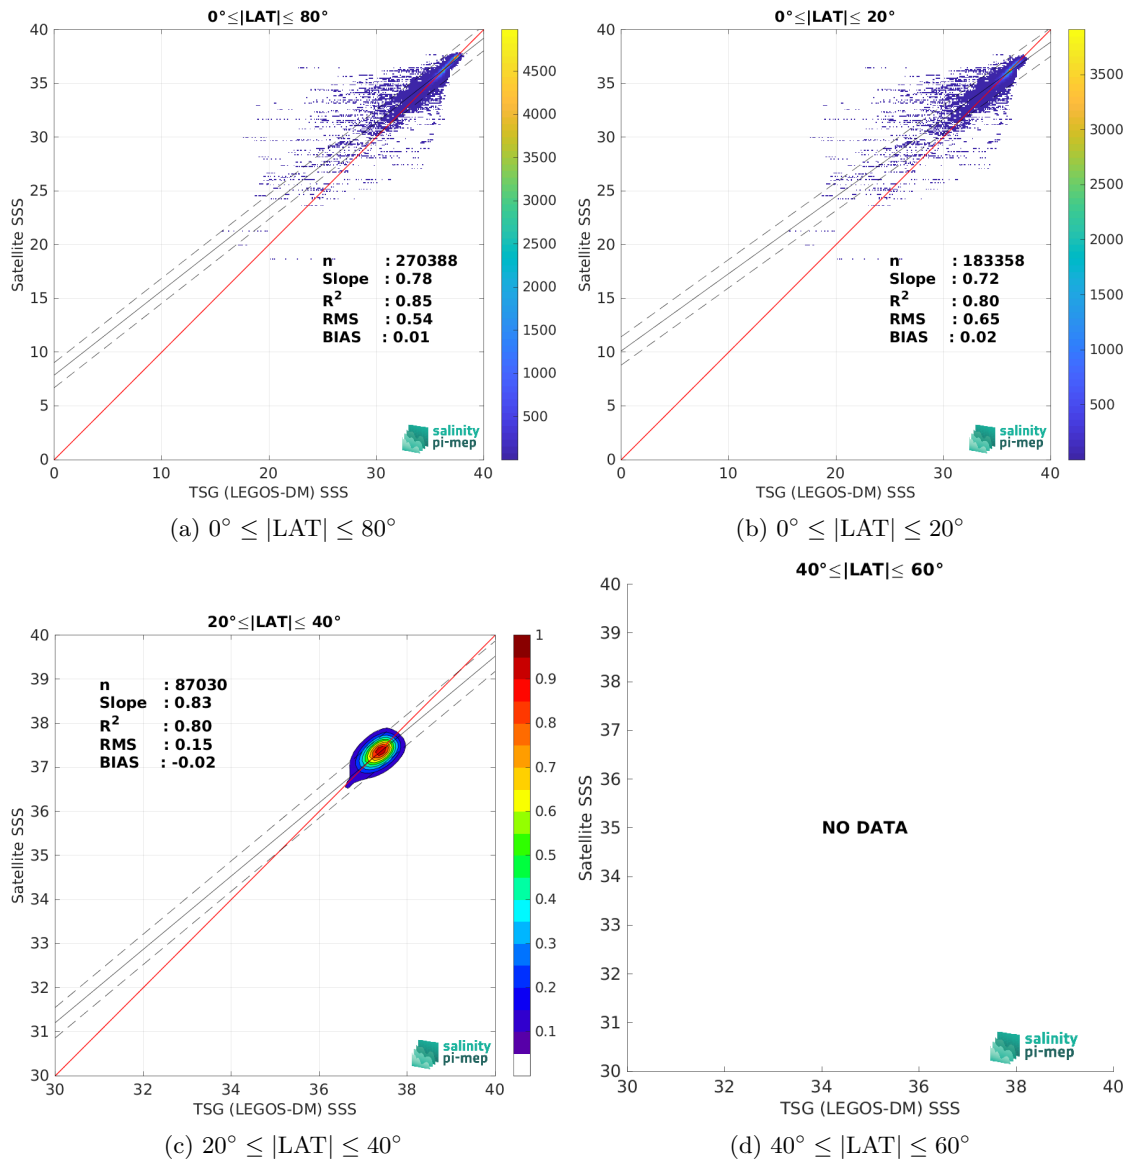 0°≤|LAT|≤ 80°
40
35
30
25
20
15
10
5
0
0
10
20
30
40
Satellite SSS
TSG (LEGOS-DM) SSS
n : 270388
Slope : 0.78
R² : 0.85
RMS : 0.54
BIAS : 0.01
salinity
pi-mep
4500
4000
3500
3000
2500
2000
1500
1000
500
(a) 0° ≤ |LAT| ≤ 80°
0°≤|LAT|≤ 20°
40
35
30
25
20
15
10
5
0
0
10
20
30
40
Satellite SSS
TSG (LEGOS-DM) SSS
n : 183358
Slope : 0.72
R² : 0.80
RMS : 0.65
BIAS : 0.02
salinity
pi-mep
3500
3000
2500
2000
1500
1000
500
(b) 0° ≤ |LAT| ≤ 20°
20°≤|LAT|≤ 40°
40
39
38
37
36
35
34
33
32
31
30
30
32
34
36
38
40
Satellite SSS
TSG (LEGOS-DM) SSS
n : 87030
Slope : 0.83
R² : 0.80
RMS : 0.15
BIAS : -0.02
salinity
pi-mep
1
0.9
0.8
0.7
0.6
0.5
0.4
0.3
0.2
0.1
(c) 20° ≤ |LAT| ≤ 40°
40°≤|LAT|≤ 60°
40
39
38
37
36
35
34
33
32
31
30
30
32
34
36
38
40
Satellite SSS
TSG (LEGOS-DM) SSS
NO DATA
salinity
pi-mep
(d) 40° ≤ |LAT| ≤ 60°